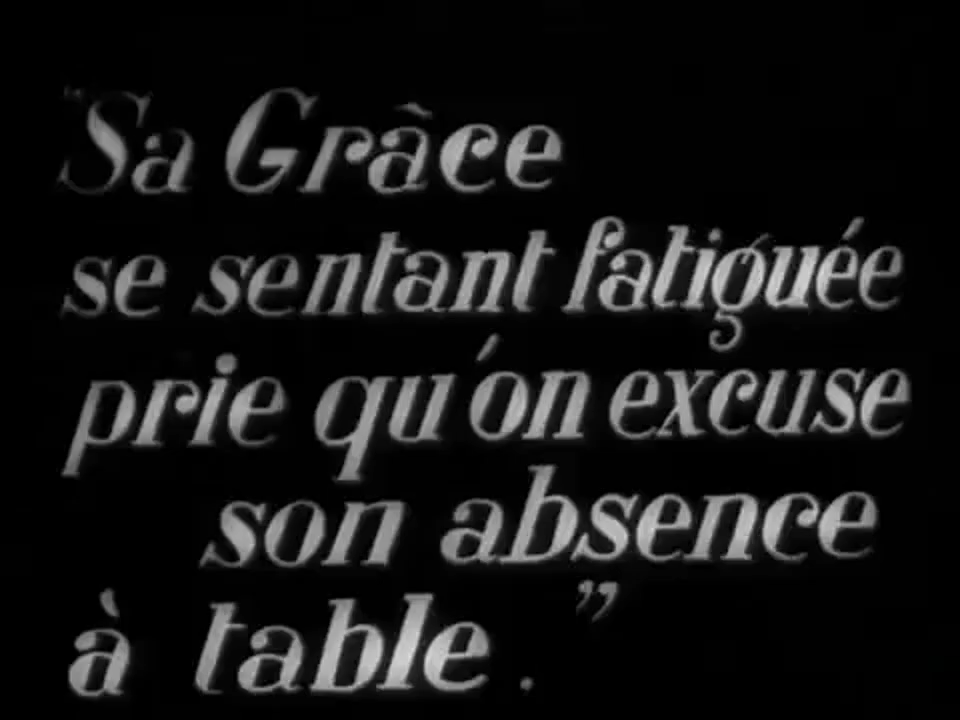 "Sa Grâce
se sentant fatiguée
prie qu'on excuse
son absence
à table."